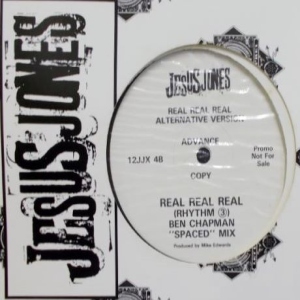 JESUS JONES
JESUS JONES
REAL REAL REAL
ALTERNATIVE VERSION
ADVANCE
12JJX 4B
Promo
Not For
Sale
COPY
REAL REAL REAL
(RHYTHM ③)
BEN CHAPMAN
"SPACED" MIX
Produced by Mike Edwards